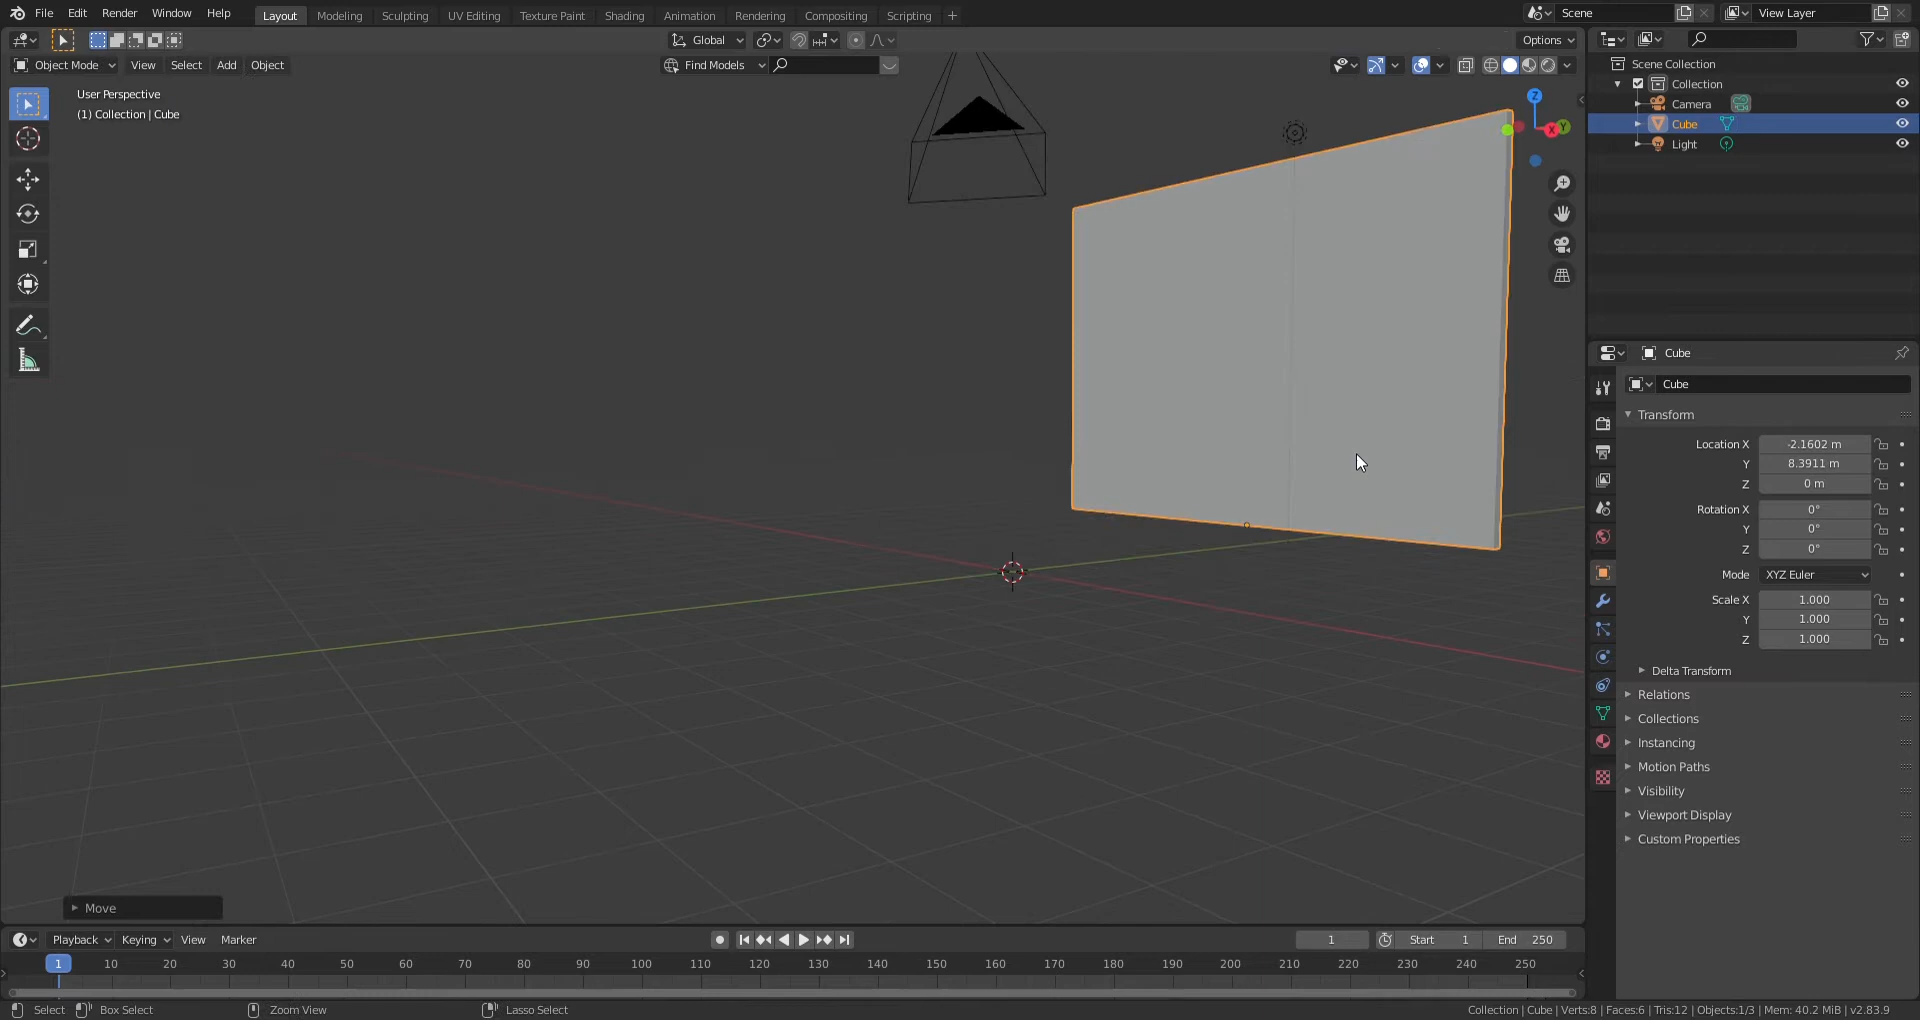 File Edit Render Window Help Layout Modeling Sculpting UV Editing Texture Paint Shading Animation Rendering Compositing Scripting + Scene View Layer
Global Options
Object Mode View Select Add Object Find Models
User Perspective
(1) Collection | Cube
Z
X
Y
Scene Collection
Collection
Camera
Cube
Light
Cube
Cube
Transform
Location X -2.1602 m
Y 8.3911 m
Z 0 m
Rotation X 0°
Y 0°
Z 0°
Mode XYZ Euler
Scale X 1.000
Y 1.000
Z 1.000
Delta Transform
Relations
Collections
Instancing
Motion Paths
Visibility
Viewport Display
Custom Properties
Move
Playback Keying View Marker 1 Start 1 End 250
1 10 20 30 40 50 60 70 80 90 100 110 120 130 140 150 160 170 180 190 200 210 220 230 240 250
Select Box Select Zoom View Lasso Select Collection | Cube | Verts:8 | Faces:6 | Tris:12 | Objects:1/3 | Mem: 40.2 MiB | v2.83.9